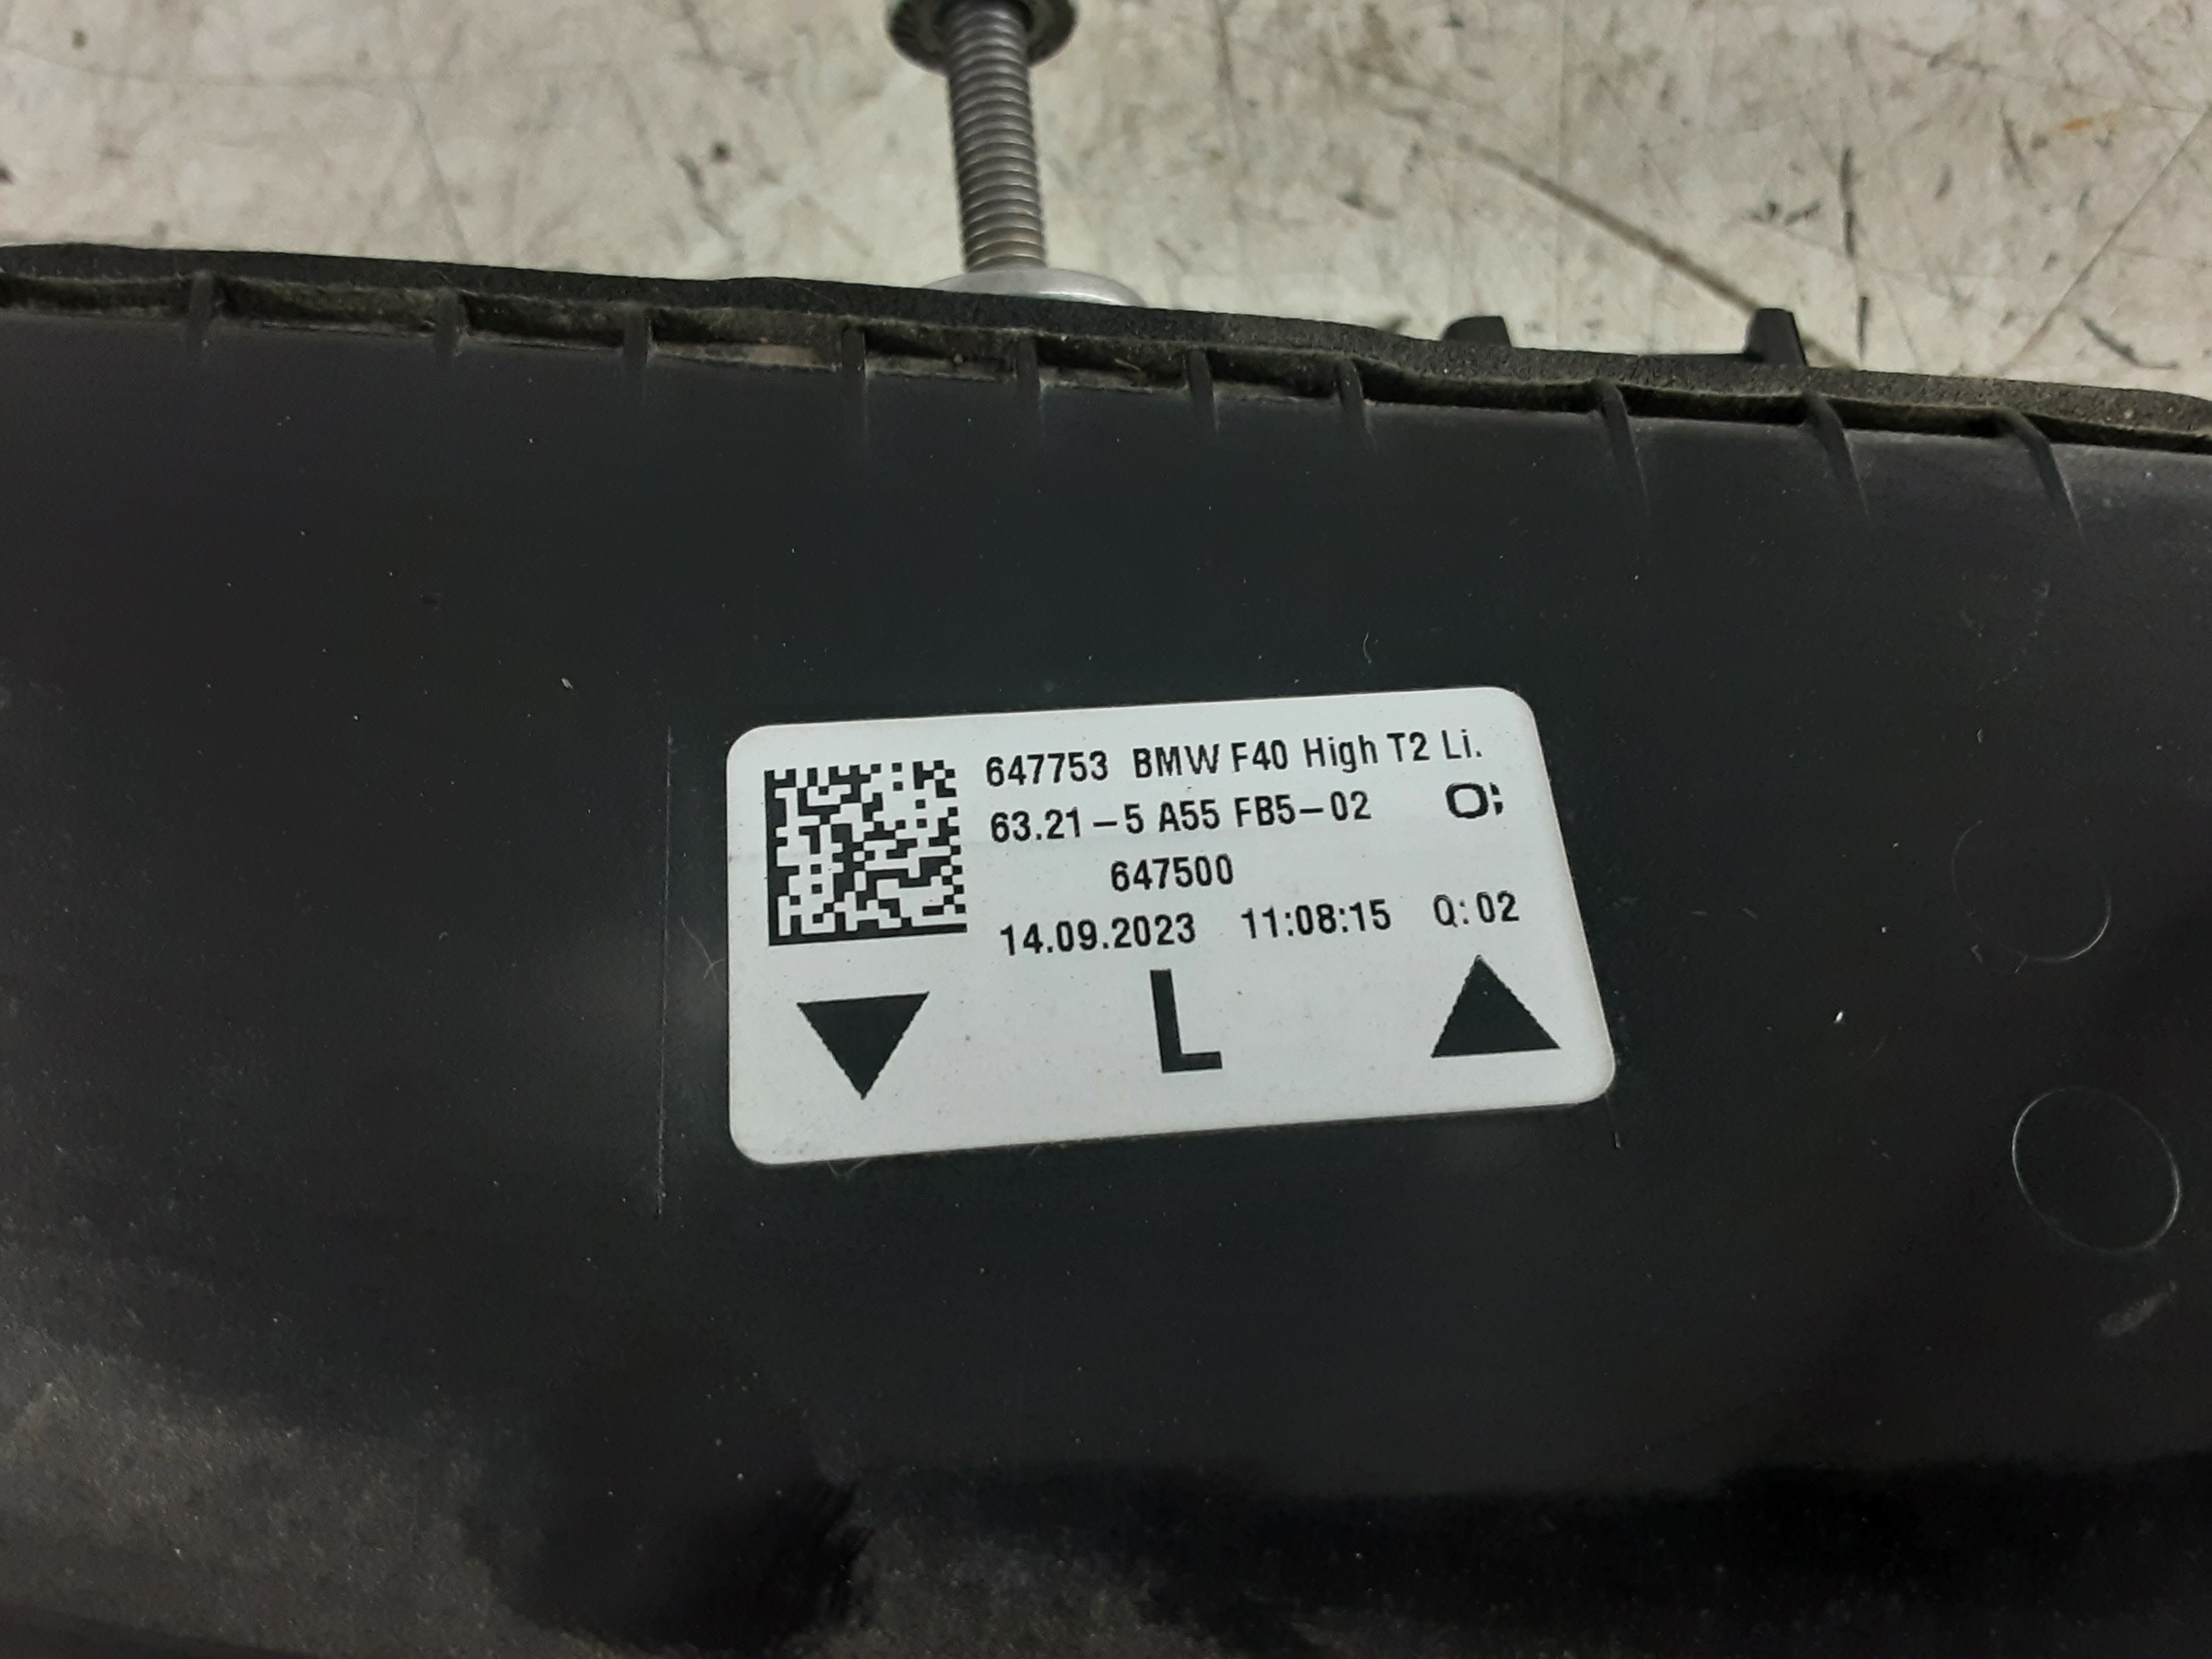 647753 BMW F40 High T2 Li.
63.21-5 A55 FB5-02
647500
14.09.2023 11:08:15 Q:02
L